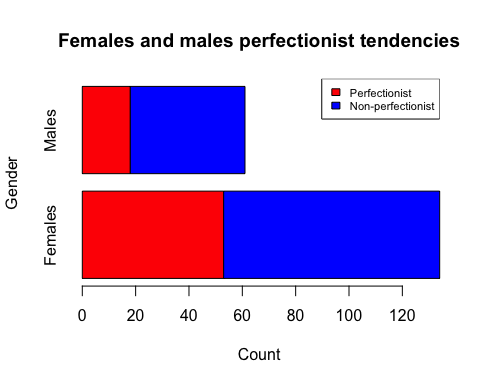 Females and males perfectionist tendencies
Perfectionist
Non-perfectionist
Males
Females
Gender
0 20 40 60 80 100 120
Count